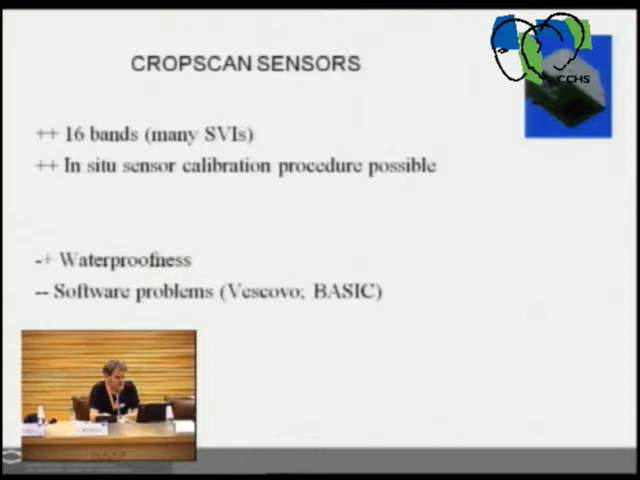 CROPSCAN SENSORS
CCHS
++ 16 bands (many SVIs)
++ In situ sensor calibration procedure possible
-+ Waterproofness
-- Software problems (Vescovo; BASIC)